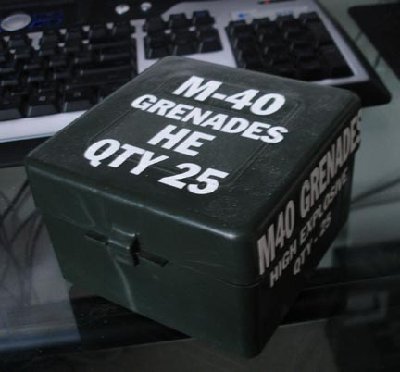 M-40
GRENADES
HE
QTY 25
M40 GRENADES
HIGH EXPLOSIVE
QTY - 25